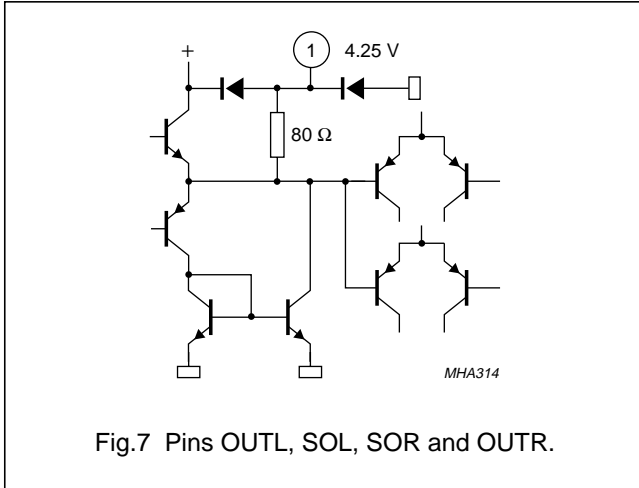 + 1 4.25 V
80 Ω
MHA314
Fig.7 Pins OUTL, SOL, SOR and OUTR.